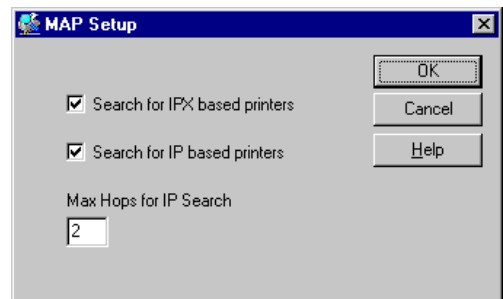 MAP Setup
OK
Search for IFX based printers
Cancel
Search for IP based printers
Help
Max Hops for IP Search
2